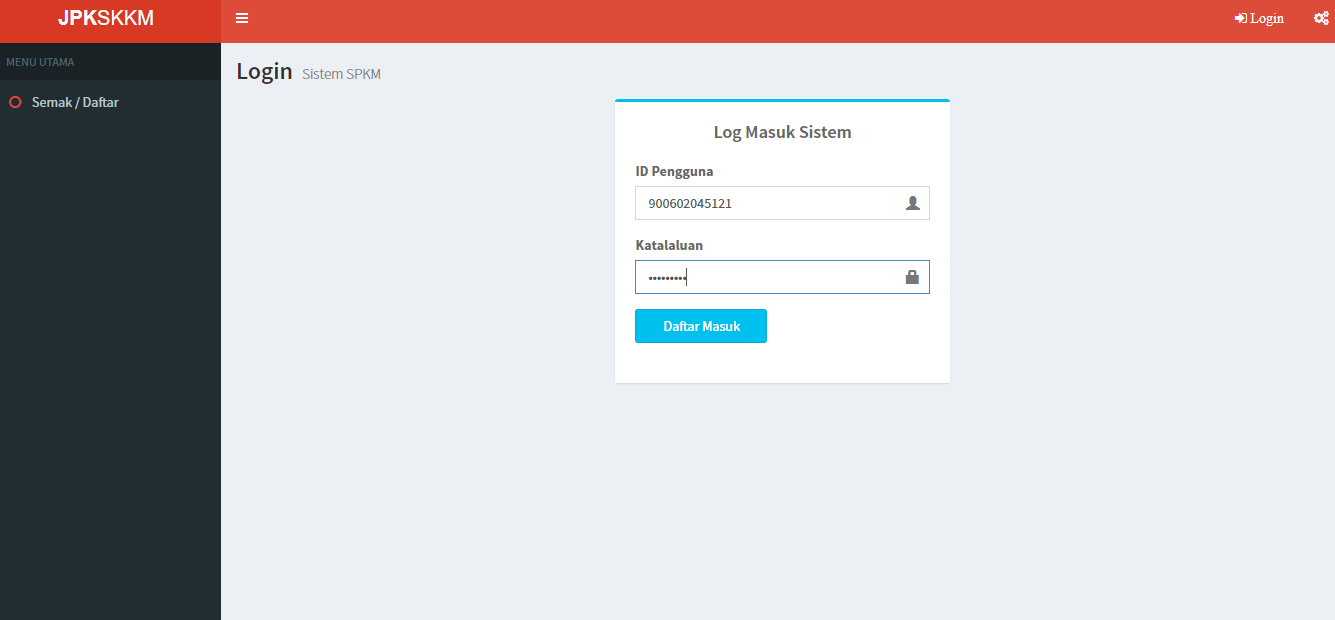 JPKSKKM
Login
MENU UTAMA
Semak / Daftar
Login Sistem SPKM
Log Masuk Sistem
ID Pengguna
900602045121
Katalaluan
•••••••••
Daftar Masuk